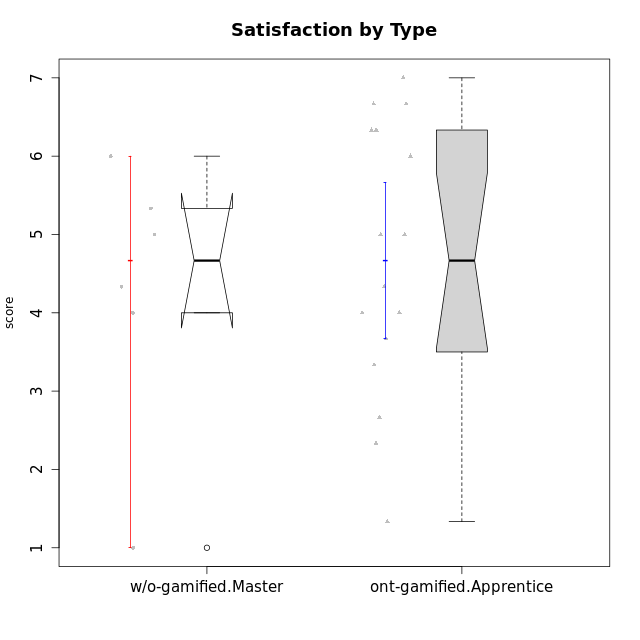 Satisfaction by Type
7
6
5
4
3
2
1
score
w/o-gamified.Master
ont-gamified.Apprentice